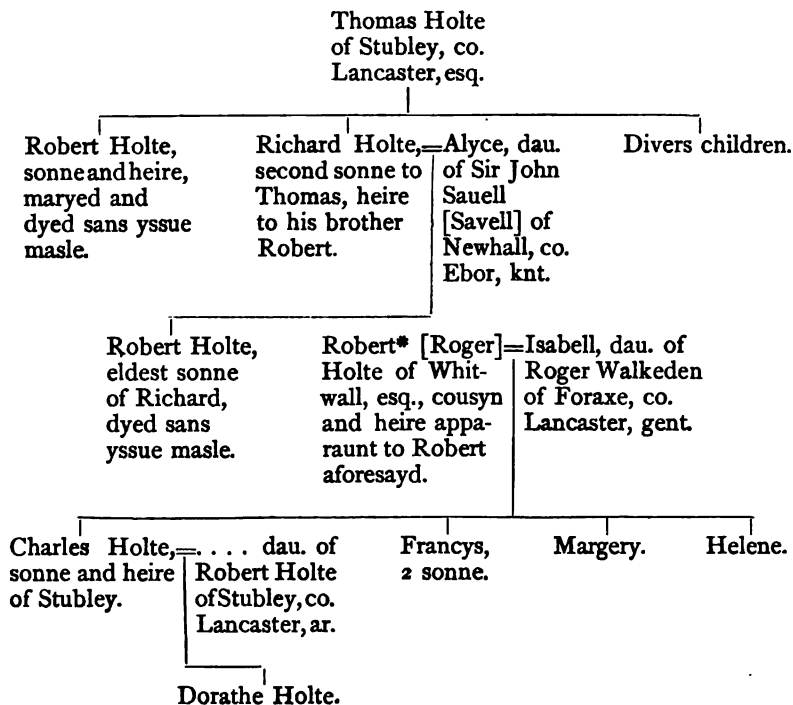 Thomas Holte
of Stubley, co.
Lancaster, esq.
Robert Holte,
sonne and heire,
maryed and
dyed sans yssue
masle.
Richard Holte,=
second sonne to
Thomas, heire
to his brother
Robert.
Alyce, dau.
of Sir John
Sauell
[Savell] of
Newhall, co.
Ebor, knt.
Divers children.
Robert Holte,
eldest sonne
of Richard,
dyed sans
yssue masle.
Robert* [Roger]=
Holte of Whit-
wall, esq., cousyn
and heire appa-
raunt to Robert
aforesayd.
Isabell, dau. of
Roger Walkeden
of Foraxe, co.
Lancaster, gent.
Charles Holte,=
sonne and heire
of Stubley.
.... dau. of
Robert Holte
of Stubley, co.
Lancaster, ar.
Francys,
2 sonne.
Margery.
Helene.
Dorathe Holte.